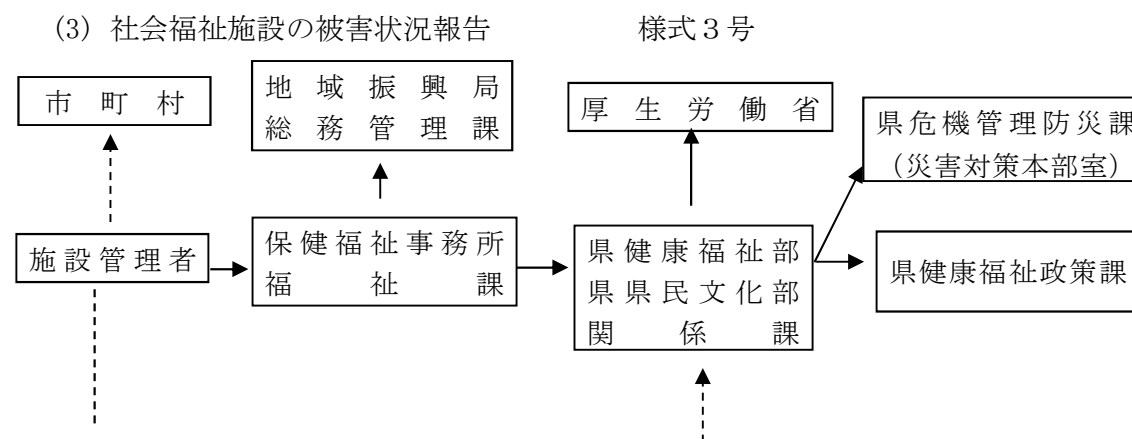 (3) 社会福祉施設の被害状況報告 様式３号
市町村
地域振興局
総務管理課
厚生労働省
県危機管理防災課
（災害対策本部室）
施設管理者
保健福祉事務所
福祉課
県健康福祉部
県県民文化部
関係課
県健康福祉政策課